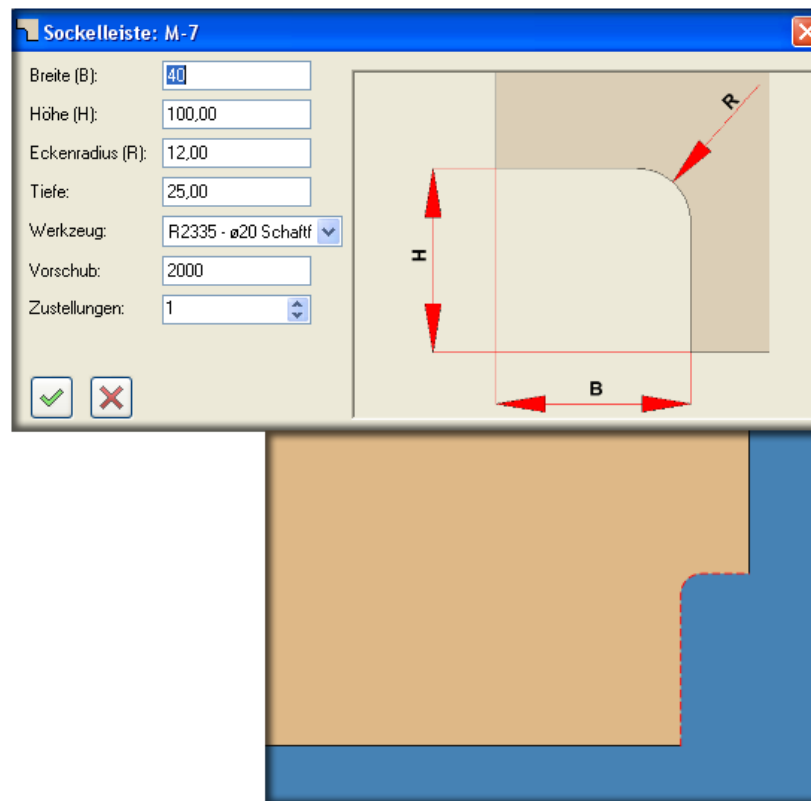 Sockelleiste: M-7
Breite (B): 40
Höhe (H): 100,00
Eckenradius (R): 12,00
Tiefe: 25,00
Werkzeug: R2335 - ø20 Schaftf
Vorschub: 2000
Zustellungen: 1
R
H
B